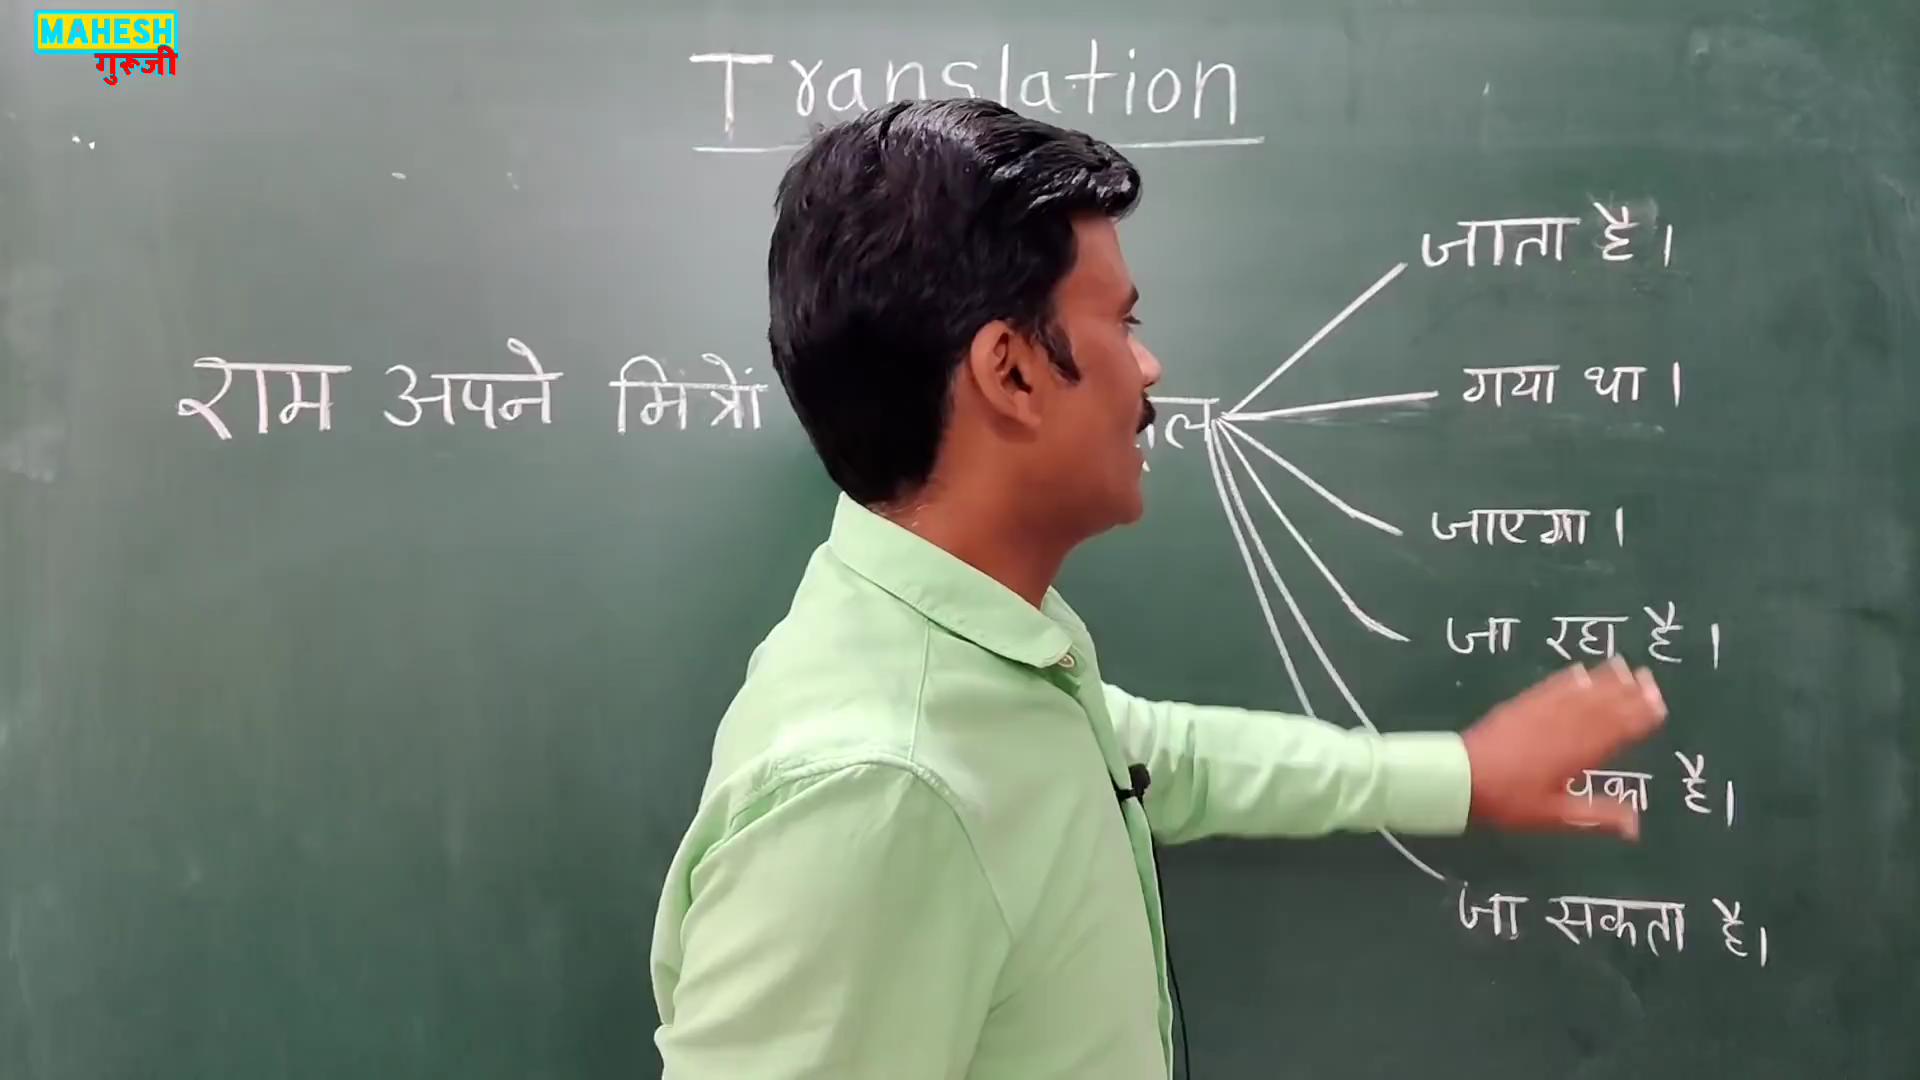 MAHESH
गुरूजी
Translation
राम अपने मित्रों
जाता है।
गया था।
जाएगा।
जा रहा है।
चुका है।
जा सकता है।